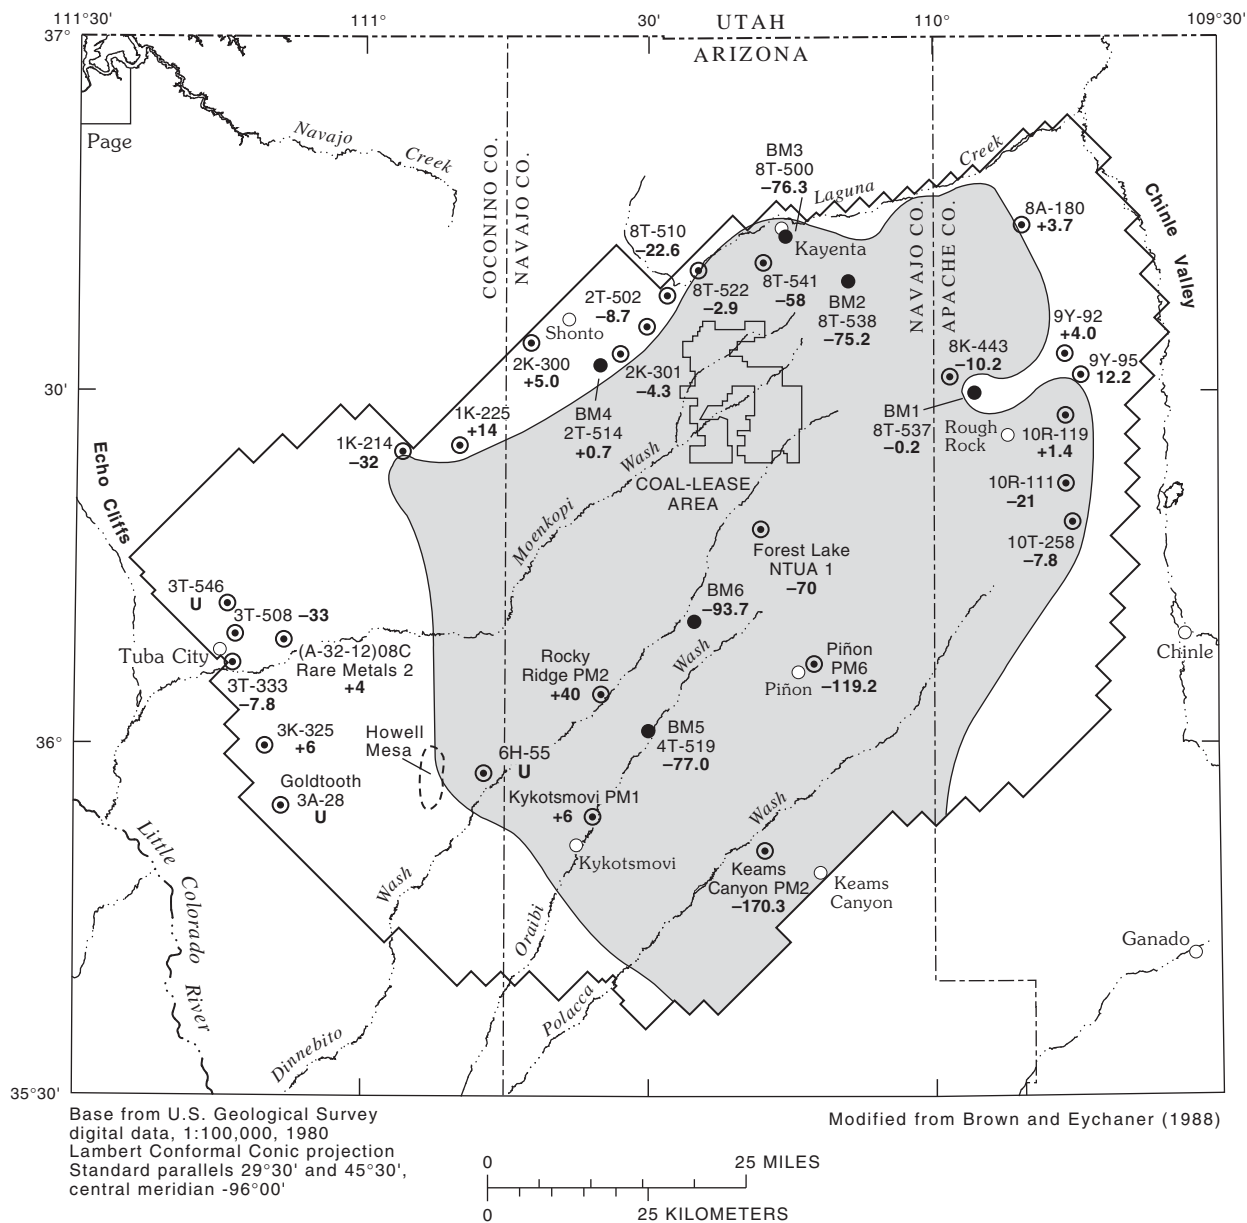 111°30'
111°
30'
UTAH
110°
109°30'
37°
ARIZONA
Page
Navajo
Creek
COCONINO CO.
NAVAJO CO.
BM3
8T-500
–76.3
Laguna
Creek
Chinle Valley
8T-510
–22.6
Kayenta
NAVAJO CO.
APACHE CO.
8A-180
+3.7
2T-502
–8.7
8T-522
–2.9
8T-541
–58
BM2
8T-538
–75.2
Shonto
2K-300
+5.0
2K-301
–4.3
8K-443
–10.2
9Y-92
+4.0
9Y-95
12.2
30'
BM4
2T-514
+0.7
BM1
8T-537
–0.2
Rough
Rock
10R-119
+1.4
1K-225
+14
1K-214
–32
Wash
COAL-LEASE
AREA
10R-111
–21
Echo Cliffs
Moenkopi
Forest Lake
NTUA 1
–70
10T-258
–7.8
3T-546
U
3T-508 –33
BM6
–93.7
Tuba City
(A-32-12)08C
Rare Metals 2
+4
Rocky
Ridge PM2
+40
Wash
Piñon
Piñon
PM6
–119.2
Chinle
3T-333
–7.8
3K-325
+6
Howell
Mesa
BM5
4T-519
–77.0
36°
6H-55
U
Goldtooth
3A-28
U
Kykotsmovi PM1
+6
Wash
Little Colorado River
Kykotsmovi
Keams
Canyon PM2
–170.3
Keams
Canyon
Wash
Oraibi
Ganado
Polacca
Dinnebito
35°30'
Base from U.S. Geological Survey
digital data, 1:100,000, 1980
Lambert Conformal Conic projection
Standard parallels 29°30' and 45°30',
central meridian -96°00'
Modified from Brown and Eychaner (1988)
0
25 MILES
0
25 KILOMETERS